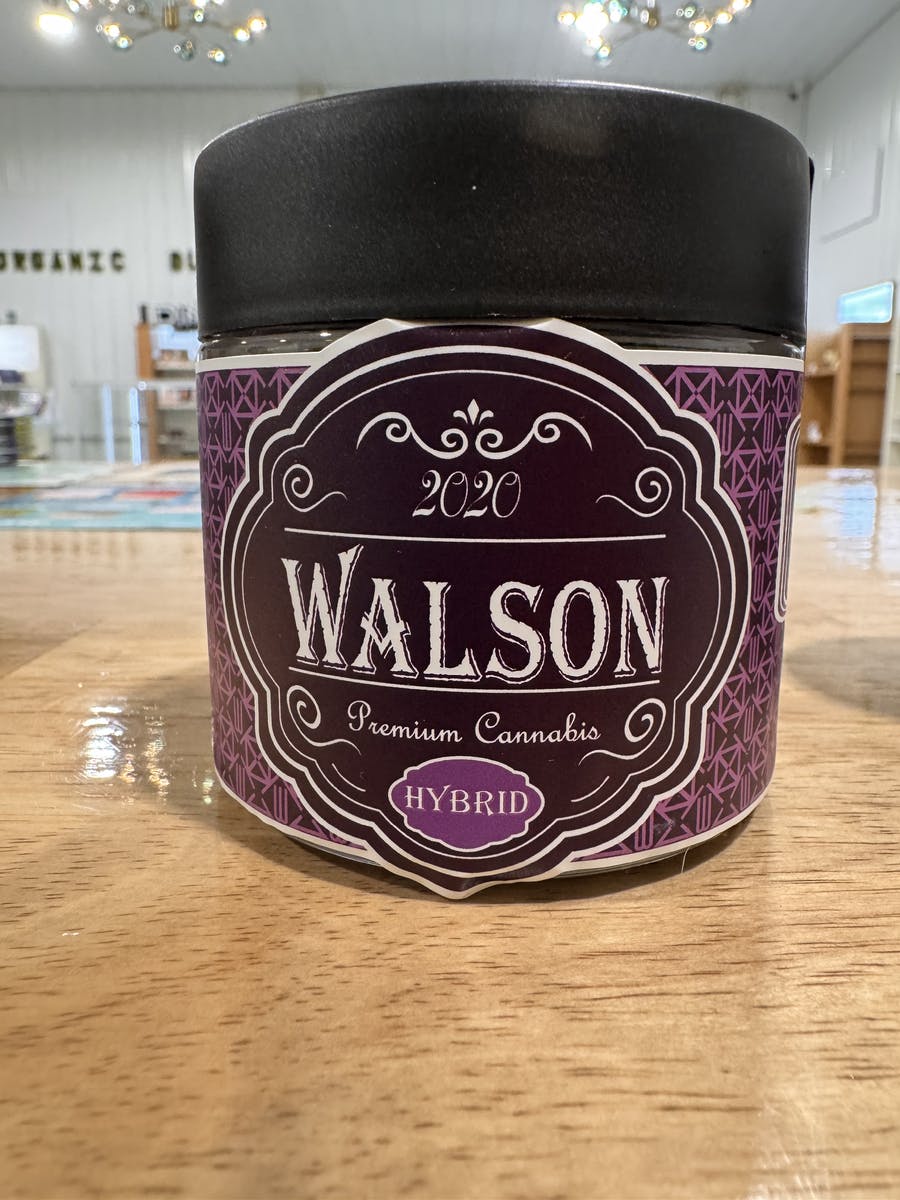 ORGANIC
2020
WALSON
Premium Cannabis
HYBRID